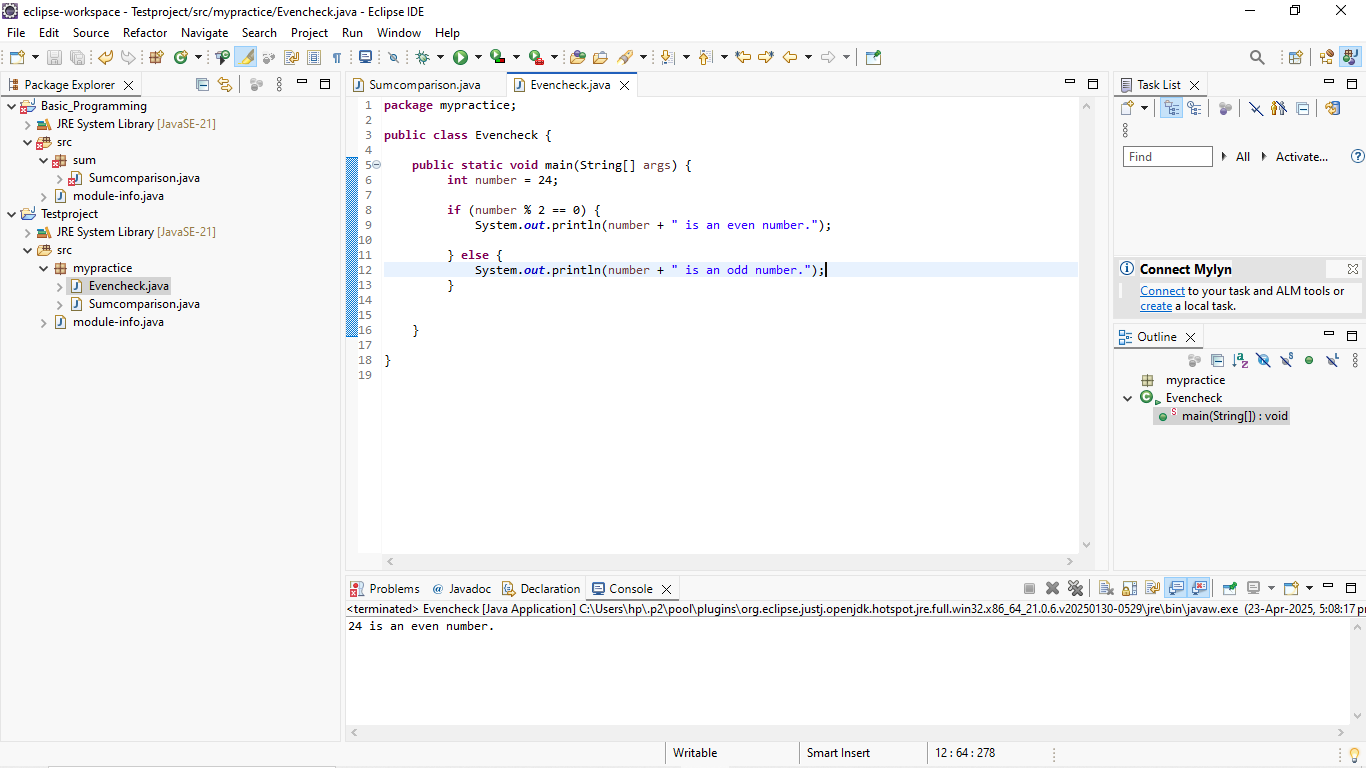 eclipse-workspace - Testproject/src/mypractice/Evencheck.java - Eclipse IDE
File Edit Source Refactor Navigate Search Project Run Window Help
Package Explorer
Basic_Programming
JRE System Library [JavaSE-21]
src
sum
Sumcomparison.java
module-info.java
Testproject
JRE System Library [JavaSE-21]
src
mypractice
Evencheck.java
Sumcomparison.java
module-info.java
Sumcomparison.java Evencheck.java
1 package mypractice;
2
3 public class Evencheck {
4
5 public static void main(String[] args) {
6 int number = 24;
7
8 if (number % 2 == 0) {
9 System.out.println(number + " is an even number.");
10
11 } else {
12 System.out.println(number + " is an odd number.");
13 }
14
15
16 }
17
18 }
19
Task List
Find All Activate...
Connect Mylyn
Connect to your task and ALM tools or
create a local task.
Outline
mypractice
Evencheck
main(String[]) : void
Problems @ Javadoc Declaration Console
<terminated> Evencheck [Java Application] C:\Users\hp\.p2\pool\plugins\org.eclipse.justj.openjdk.hotspot.jre.full.win32.x86_64_21.0.6.v20250130-0529\jre\bin\javaw.exe (23-Apr-2025, 5:08:17 pr
24 is an even number.
Writable Smart Insert 12 : 64 : 278